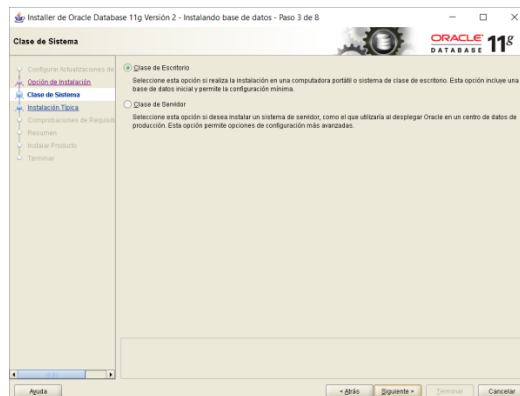 Installer de Oracle Database 11g Versión 2 - Instalando base de datos - Paso 3 de 8
Clase de Sistema
ORACLE 11g
DATABASE
Configurar Actualizaciones de
Opción de Instalación
Clase de Sistema
Instalación Típica
Comprobaciones de Requisito
Resumen
Instalar Producto
Terminar
Clase de Escritorio
Seleccione esta opción si realiza la instalación en una computadora portátil o sistema de clase de escritorio. Esta opción incluye una
base de datos inicial y permite la configuración mínima.
Clase de Servidor
Seleccione esta opción si desea instalar un sistema de servidor, como el que utilizaría al desplegar Oracle en un centro de datos de
producción. Esta opción permite opciones de configuración más avanzadas.
Ayuda
< Atrás
Siguiente >
Terminar
Cancelar